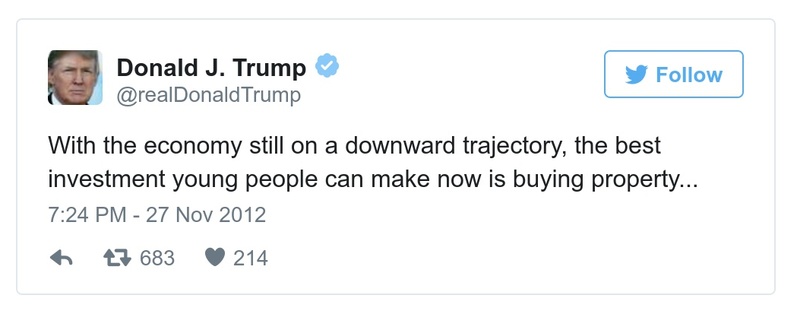 Donald J. Trump
@realDonaldTrump
Follow
With the economy still on a downward trajectory, the best
investment young people can make now is buying property...
7:24 PM - 27 Nov 2012
683 214